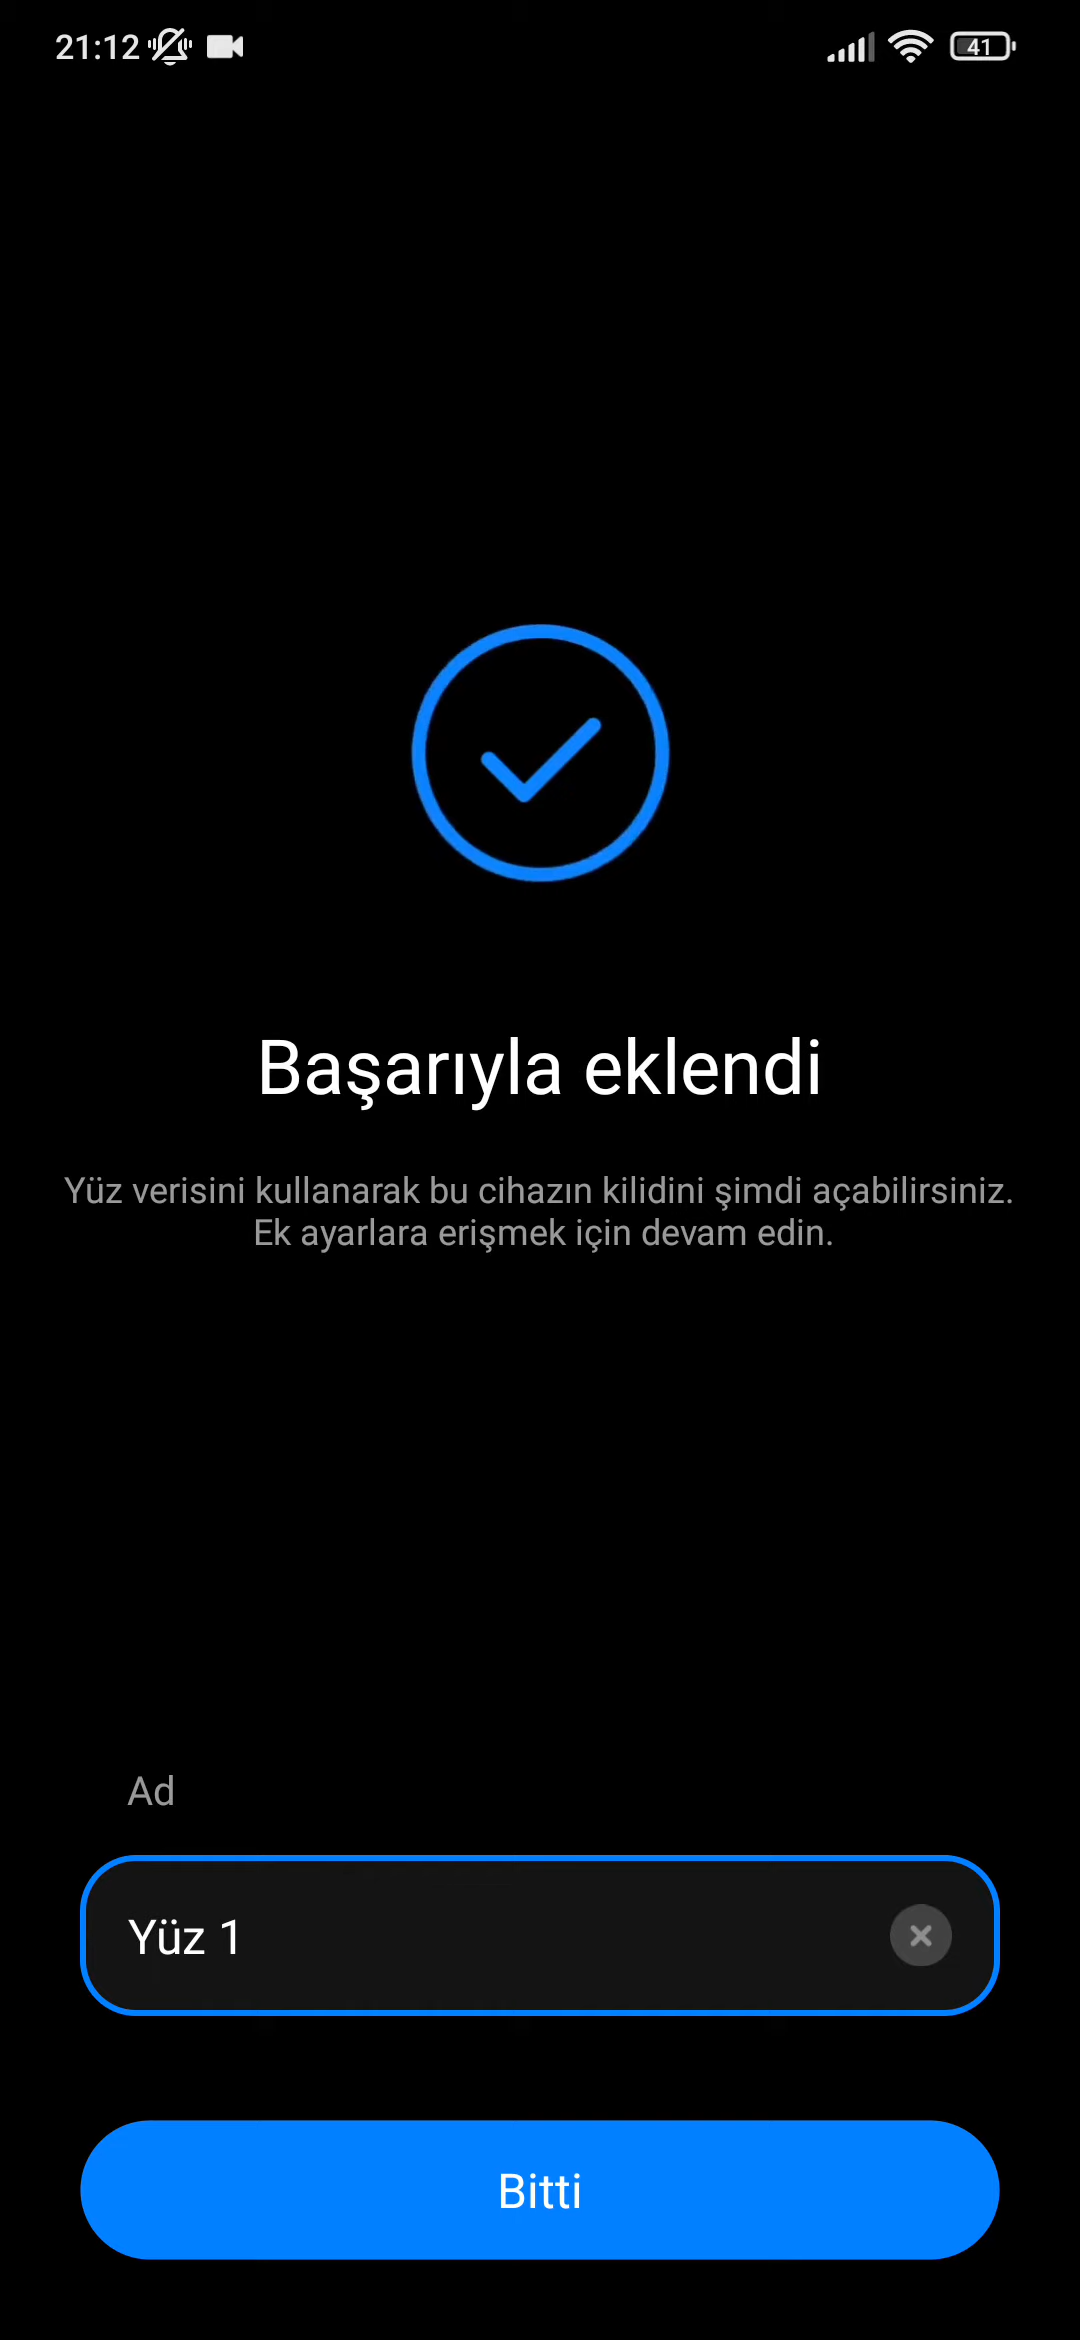 21:12
41
Başarıyla eklendi
Yüz verisini kullanarak bu cihazın kilidini şimdi açabilirsiniz.
Ek ayarlara erişmek için devam edin.
Ad
Yüz 1
Bitti